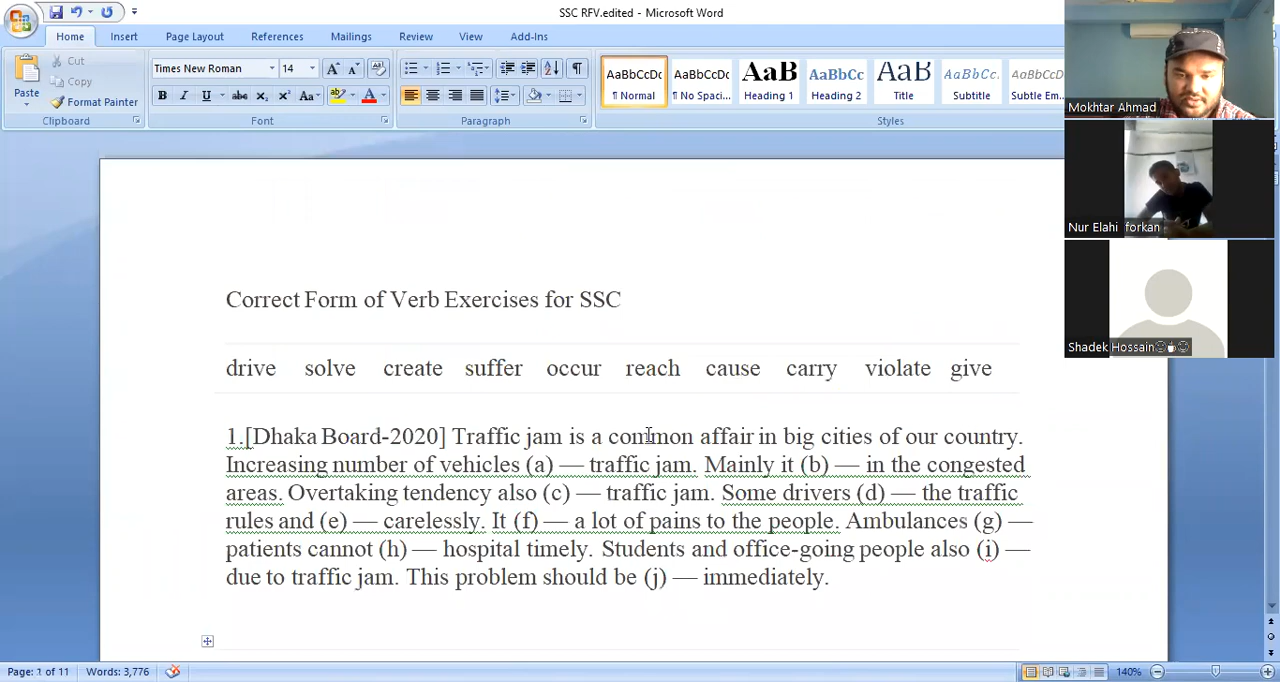 SSC RFV.edited - Microsoft Word
Home Insert Page Layout References Mailings Review View Add-Ins
Cut
Copy
Format Painter
Paste
Clipboard
Times New Roman 14
Font
Paragraph
AaBbCcDc AaBbCcDc AaB AaBbCc AaB AaBbCc. AaBbCcDc
¶ Normal ¶ No Spaci... Heading 1 Heading 2 Title Subtitle Subtle Em...
Styles
Mokhtar Ahmad
Nur Elahi forkan
Shadek Hossain
Correct Form of Verb Exercises for SSC
drive solve create suffer occur reach cause carry violate give
1.[Dhaka Board-2020] Traffic jam is a common affair in big cities of our country.
Increasing number of vehicles (a) — traffic jam. Mainly it (b) — in the congested
areas. Overtaking tendency also (c) — traffic jam. Some drivers (d) — the traffic
rules and (e) — carelessly. It (f) — a lot of pains to the people. Ambulances (g) —
patients cannot (h) — hospital timely. Students and office-going people also (i) —
due to traffic jam. This problem should be (j) — immediately.
Page: 1 of 11 Words: 3,776 140%